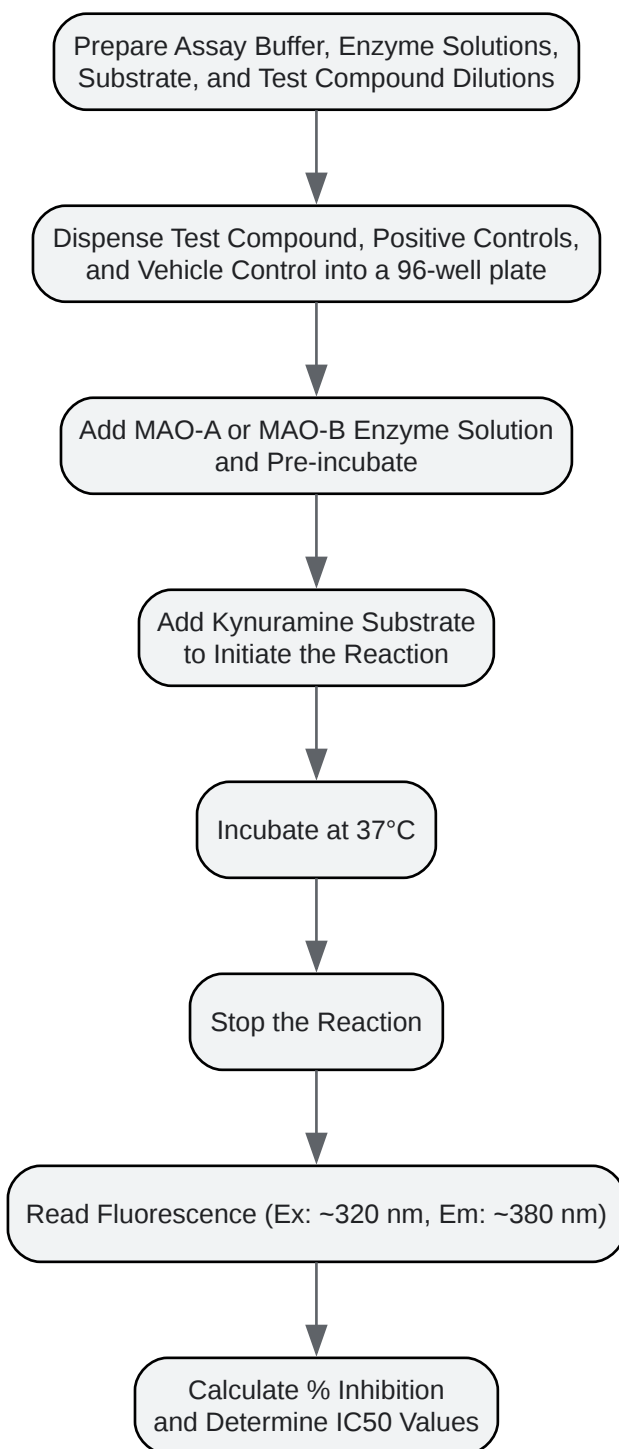 Prepare Assay Buffer, Enzyme Solutions,
Substrate, and Test Compound Dilutions
Dispense Test Compound, Positive Controls,
and Vehicle Control into a 96-well plate
Add MAO-A or MAO-B Enzyme Solution
and Pre-incubate
Add Kynuramine Substrate
to Initiate the Reaction
Incubate at 37°C
Stop the Reaction
Read Fluorescence (Ex: ~320 nm, Em: ~380 nm)
Calculate % Inhibition
and Determine IC50 Values